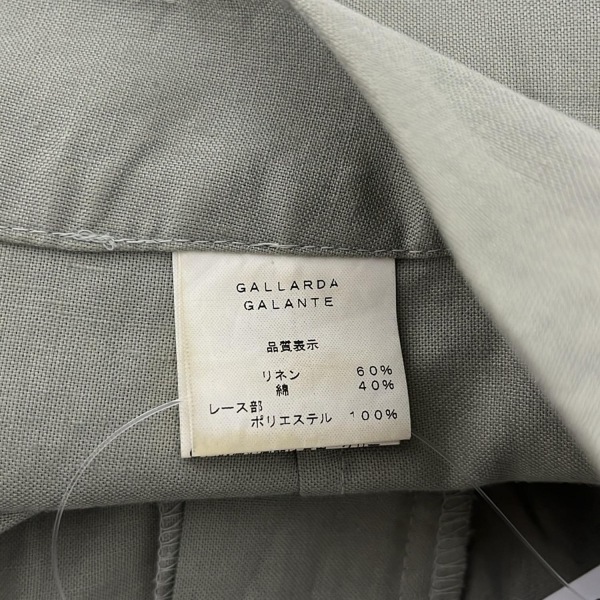 GALLARDA
GALANTE
品質表示
リネン 60%
綿 40%
レース部
ポリエステル 100%